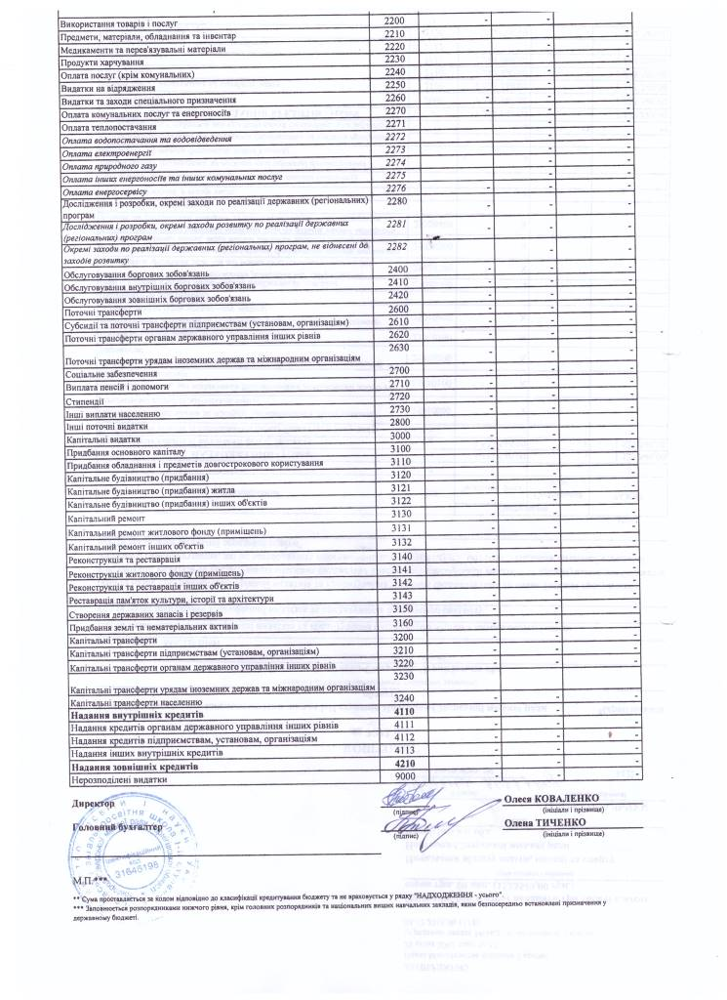 Використання товарів і послуг 2200 - - -
Предмети, матеріали, обладнання та інвентар 2210 - -
Медикаменти та перев'язувальні матеріали 2220 - -
Продукти харчування 2230 - -
Оплата послуг (крім комунальних) 2240 - -
Видатки на відрядження 2250 - -
Видатки та заходи спеціального призначення 2260 - - -
Оплата комунальних послуг та енергоносіїв 2270 - - -
Оплата теплопостачання 2271 - -
Оплата водопостачання та водовідведення 2272 - -
Оплата електроенергії 2273 - -
Оплата природного газу 2274 - -
Оплата інших енергоносіїв та інших комунальних послуг 2275 - -
Оплата енергосервісу 2276 - - -
Дослідження і розробки, окремі заходи по реалізації державних (регіональних)
програм 2280 - - -
Дослідження і розробки, окремі заходи розвитку по реалізації державних
(регіональних) програм 2281 - -
Окремі заходи по реалізації державних (регіональних) програм, не віднесені до
заходів розвитку 2282 - -
Обслуговування боргових зобов'язань 2400 - - -
Обслуговування внутрішніх боргових зобов'язань 2410 - - -
Обслуговування зовнішніх боргових зобов'язань 2420 - - -
Поточні трансферти 2600 - - -
Субсидії та поточні трансферти підприємствам (установам, організаціям) 2610 - - -
Поточні трансферти органам державного управління інших рівнів 2620 - - -
Поточні трансферти урядам іноземних держав та міжнародним організаціям 2630 - - -
Соціальне забезпечення 2700 - - -
Виплата пенсій і допомоги 2710 - - -
Стипендії 2720 - - -
Інші виплати населенню 2730 - - -
Інші поточні видатки 2800 - - -
Капітальні видатки 3000 - - -
Придбання основного капіталу 3100 - - -
Придбання обладнання і предметів довгострокового користування 3110 - - -
Капітальне будівництво (придбання) 3120 - - -
Капітальне будівництво (придбання) житла 3121 - - -
Капітальне будівництво (придбання) інших об'єктів 3122 - - -
Капітальний ремонт 3130 - - -
Капітальний ремонт житлового фонду (приміщень) 3131 - - -
Капітальний ремонт інших об'єктів 3132 - - -
Реконструкція та реставрація 3140 - - -
Реконструкція житлового фонду (приміщень) 3141 - - -
Реконструкція та реставрація інших об'єктів 3142 - - -
Реставрація пам'яток культури, історії та архітектури 3143 - - -
Створення державних запасів і резервів 3150 - - -
Придбання землі та нематеріальних активів 3160 - - -
Капітальні трансферти 3200 - - -
Капітальні трансферти підприємствам (установам, організаціям) 3210 - - -
Капітальні трансферти органам державного управління інших рівнів 3220 - - -
Капітальні трансферти урядам іноземних держав та міжнародним організаціям 3230 - - -
Капітальні трансферти населенню 3240 - - -
Надання внутрішніх кредитів 4110 - - -
Надання кредитів органам державного управління інших рівнів 4111 - - -
Надання кредитів підприємствам, установам, організаціям 4112 - - -
Надання інших внутрішніх кредитів 4113 - - -
Надання зовнішніх кредитів 4210 - - -
Нерозподілені видатки 9000 - - -
Директор Олеся КОВАЛЕНКО
(підпис) (ініціали і прізвище)
Головний бухгалтер Олена ТИЧЕНКО
(підпис) (ініціали і прізвище)
31645198
М.П.***
** Сума проставляється за кодом відповідно до класифікації кредитування бюджету та не враховується у рядку "НАДХОДЖЕННЯ - усього".
*** Заповнюється розпорядниками нижчого рівня, крім головних розпорядників та національних вищих навчальних закладів, яким безпосередньо встановлені призначення у
державному бюджеті.